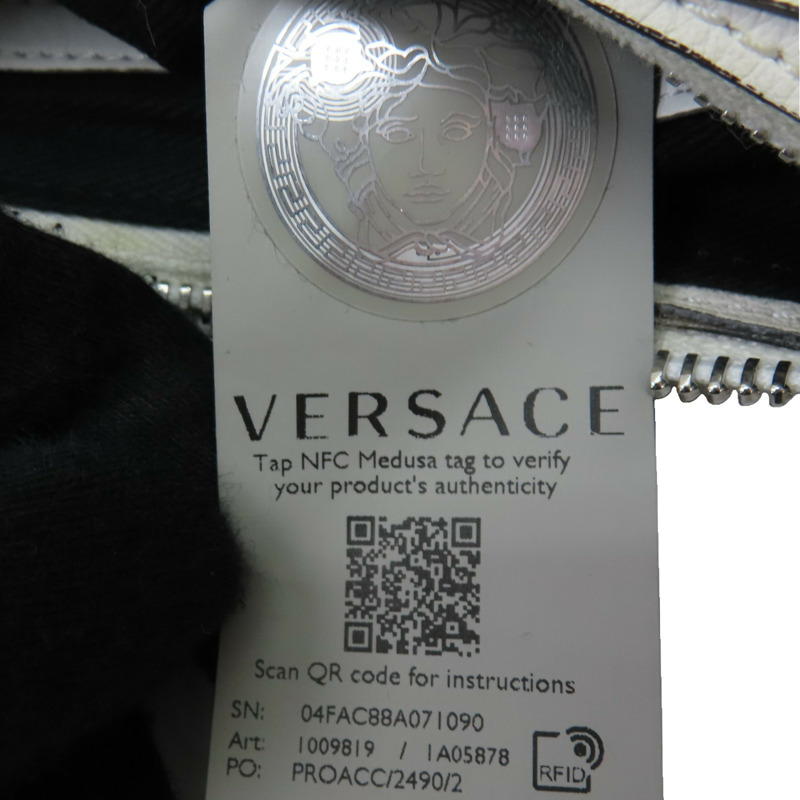 VERSACE
Tap NFC Medusa tag to verify
your product's authenticity
Scan QR code for instructions
SN: 04FAC88A071090
Art: 1009819 / 1A05878
PO: PROACC/2490/2
RFID